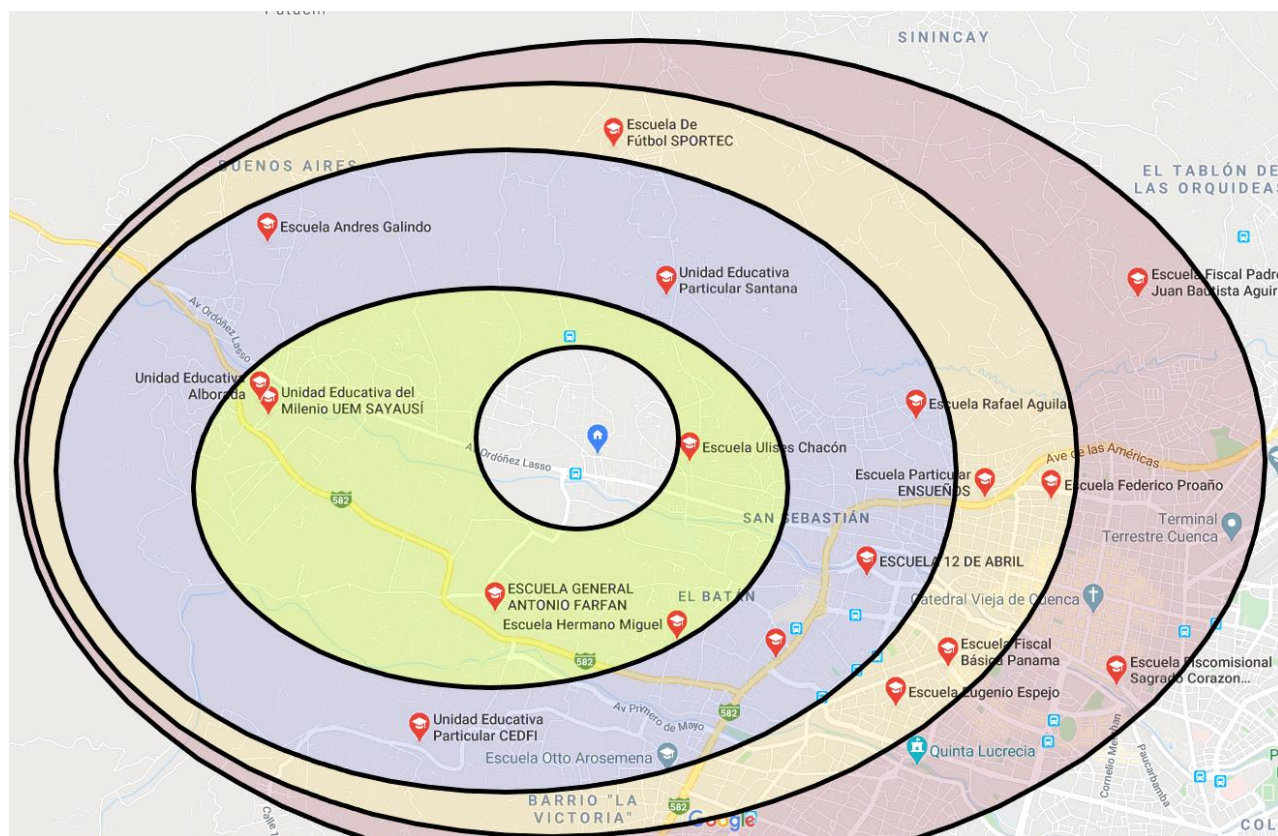 SININCAY
Escuela De
Fútbol SPORTEC
BUENOS AIRES
EL TABLÓN DE
LAS ORQUIDEAS
Escuela Andres Galindo
Unidad Educativa
Particular Santana
Escuela Fiscal Padre
Juan Bautista Aguir
Av Ordóñez Lasso
Unidad Educativa
Alborada
Unidad Educativa del
Milenio UEM SAYAUSÍ
Escuela Rafael Aguila
Av Ordóñez Lasso
Escuela Ulises Chacón
Ave de las Américas
Escuela Particular
ENSUEÑOS
Escuela Federico Proaño
582
SAN SEBASTIÁN
Terminal
Terrestre Cuenca
ESCUELA 12 DE ABRIL
ESCUELA GENERAL
ANTONIO FARFAN
EL BATÁN
Catedral Vieja de Cuenca
Escuela Hermano Miguel
582
Escuela Fiscal
Básica Panama
Escuela Fiscomisional
Sagrado Corazon...
Escuela Eugenio Espejo
Av Primero de Mayo
582
Unidad Educativa
Particular CEDFI
Escuela Otto Arosemena
Quinta Lucrecia
Paucarbamba
BARRIO "LA
VICTORIA"
582
Google
COL